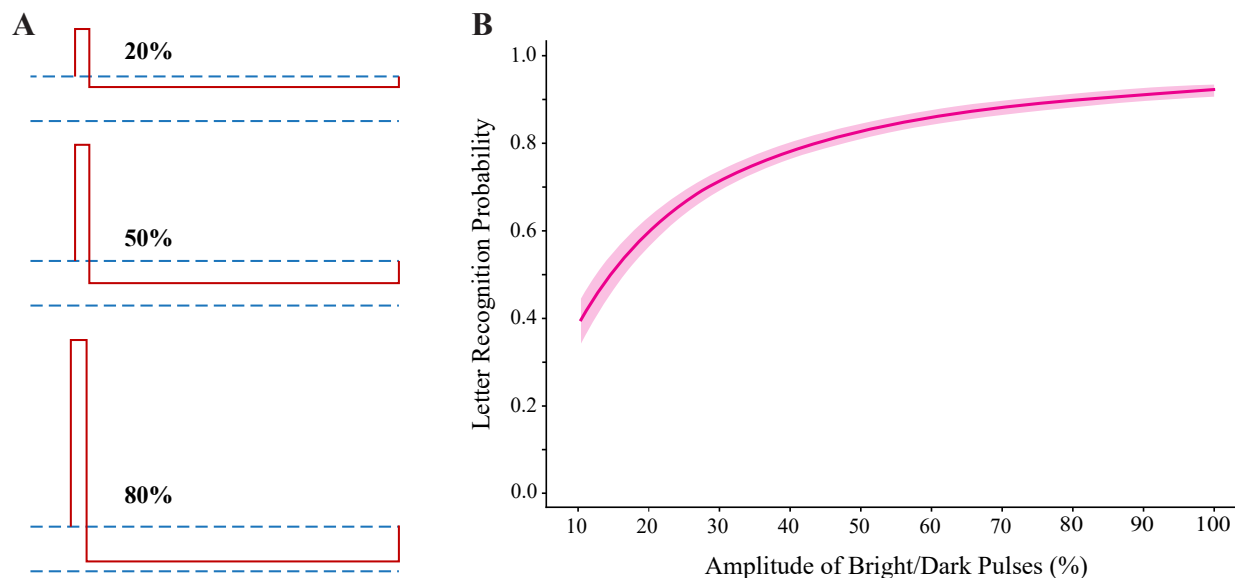 A
20%
50%
80%
B
Letter Recognition Probability
1.0
0.8
0.6
0.4
0.2
0.0
10 20 30 40 50 60 70 80 90 100
Amplitude of Bright/Dark Pulses (%)